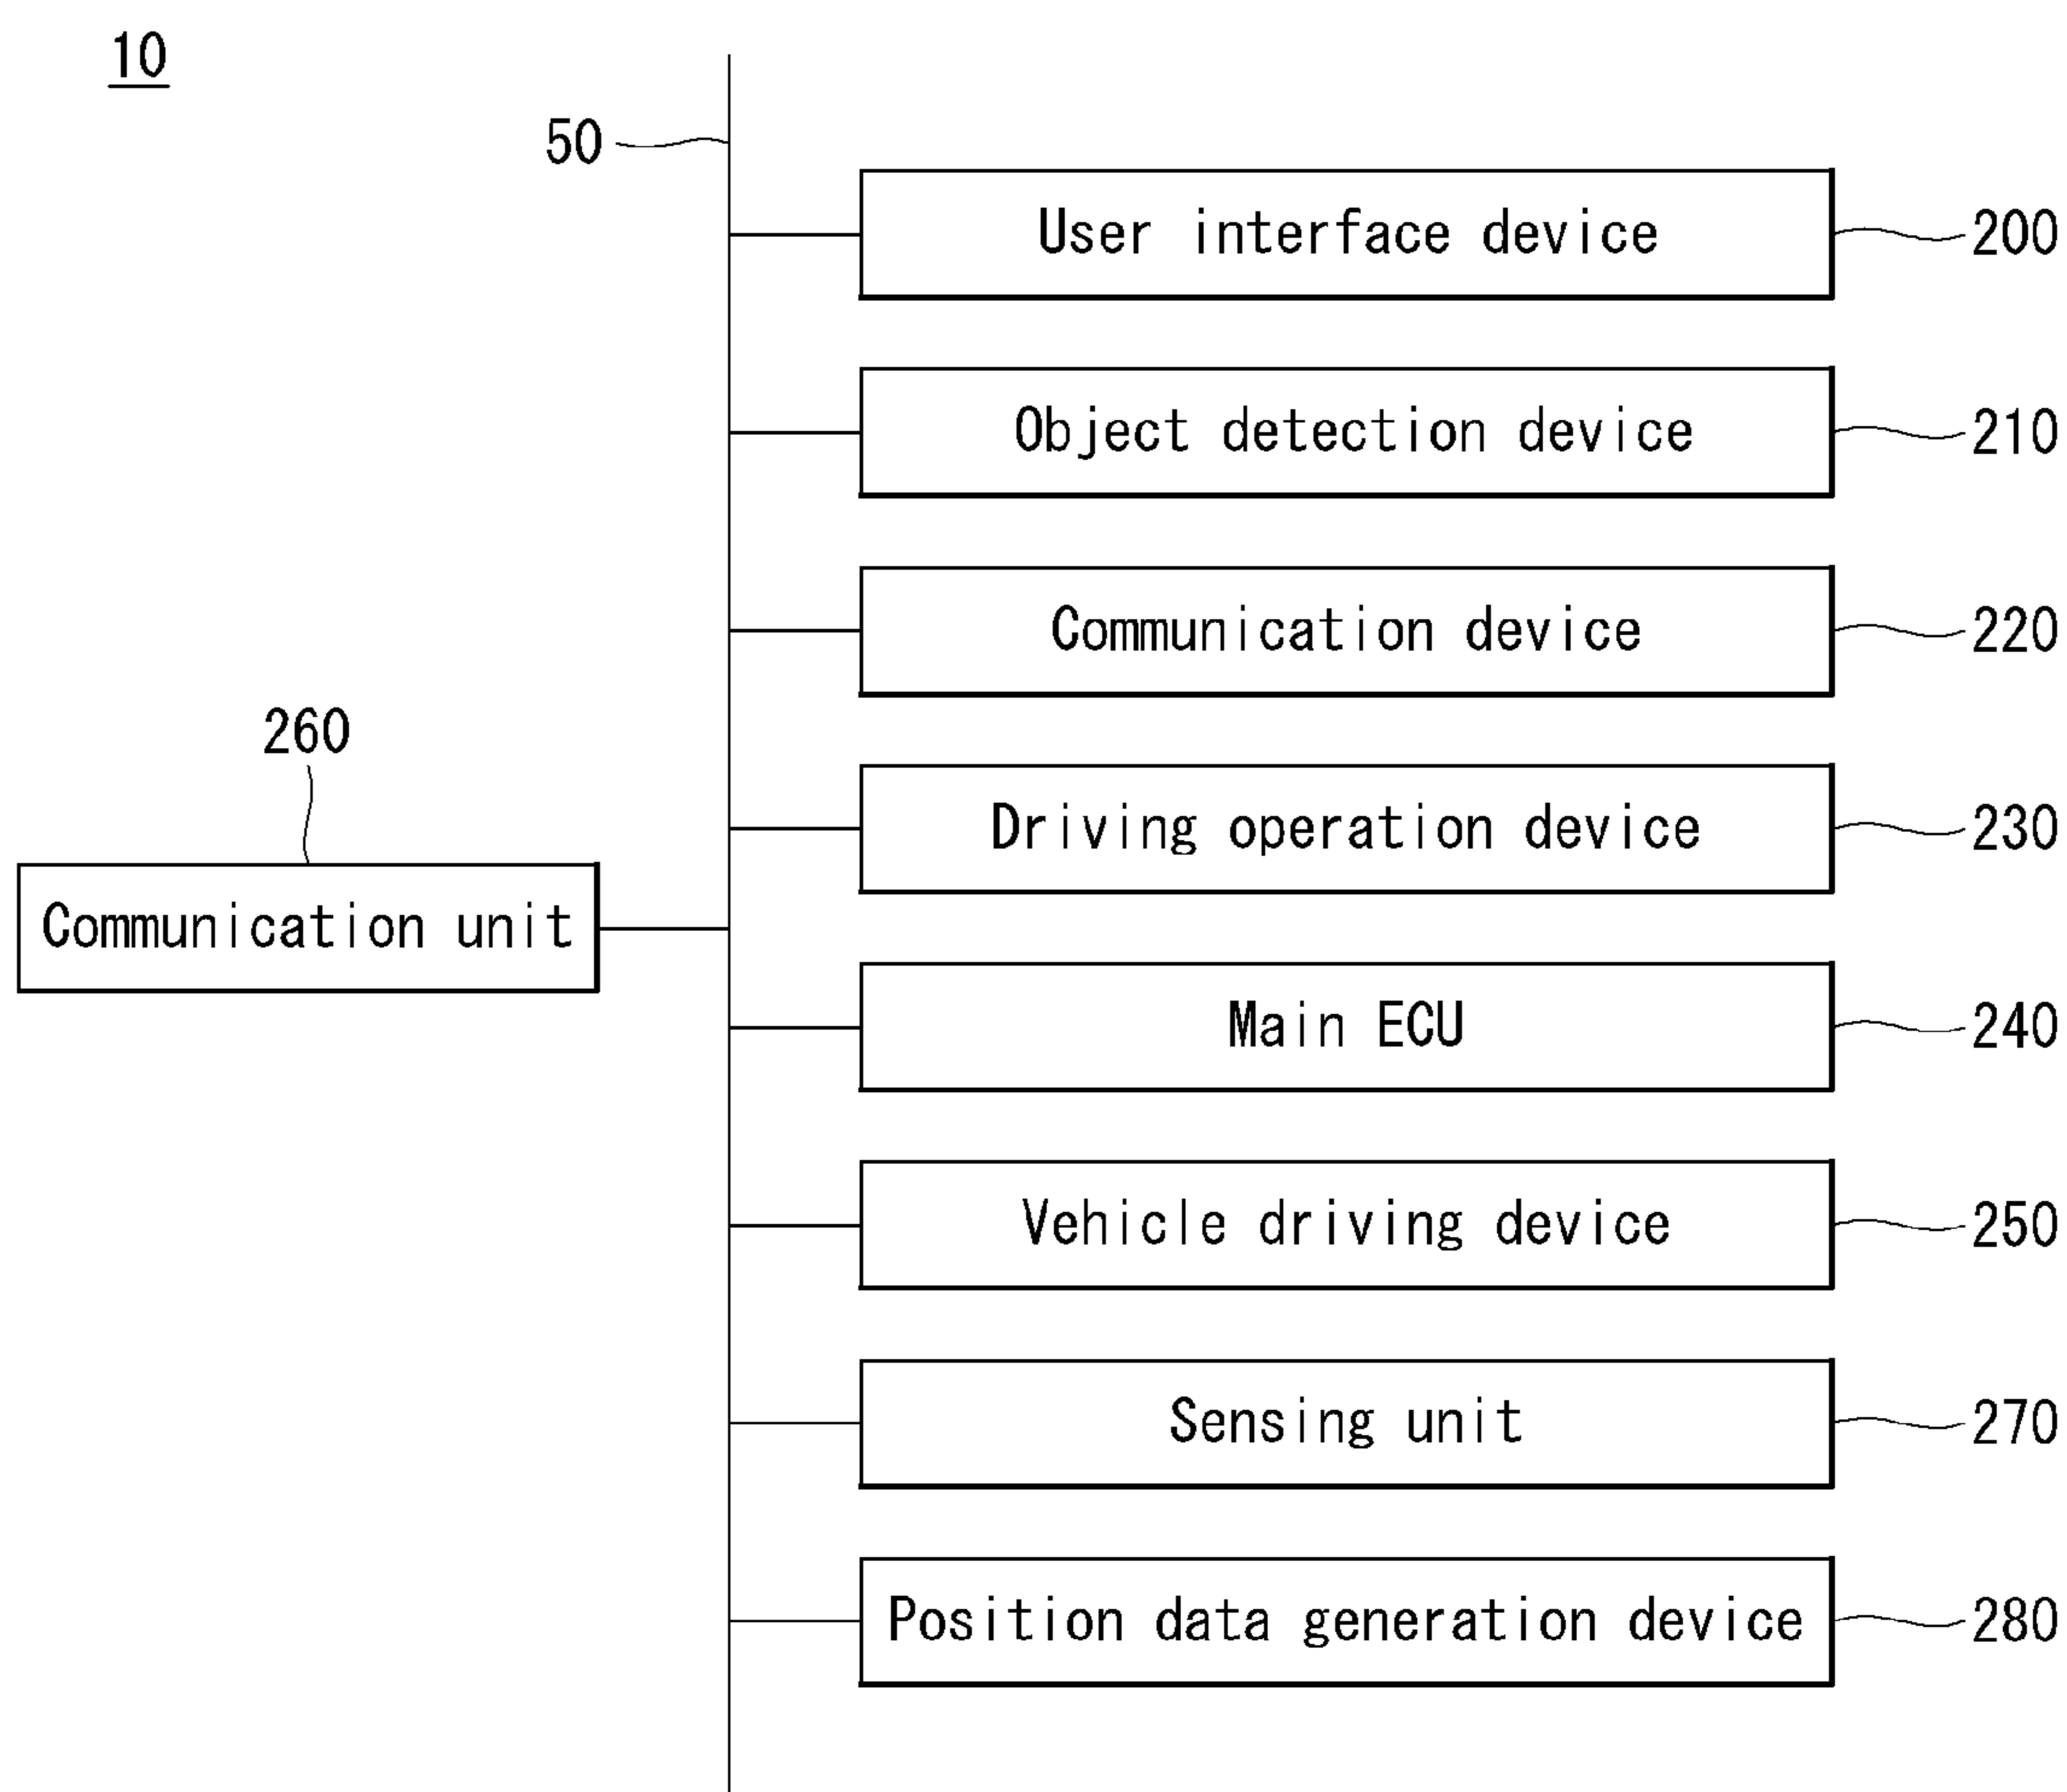 10
50
User interface device
200
Object detection device
210
Communication device
220
260
Driving operation device
230
Communication unit
Main ECU
240
Vehicle driving device
250
Sensing unit
270
Position data generation device
280